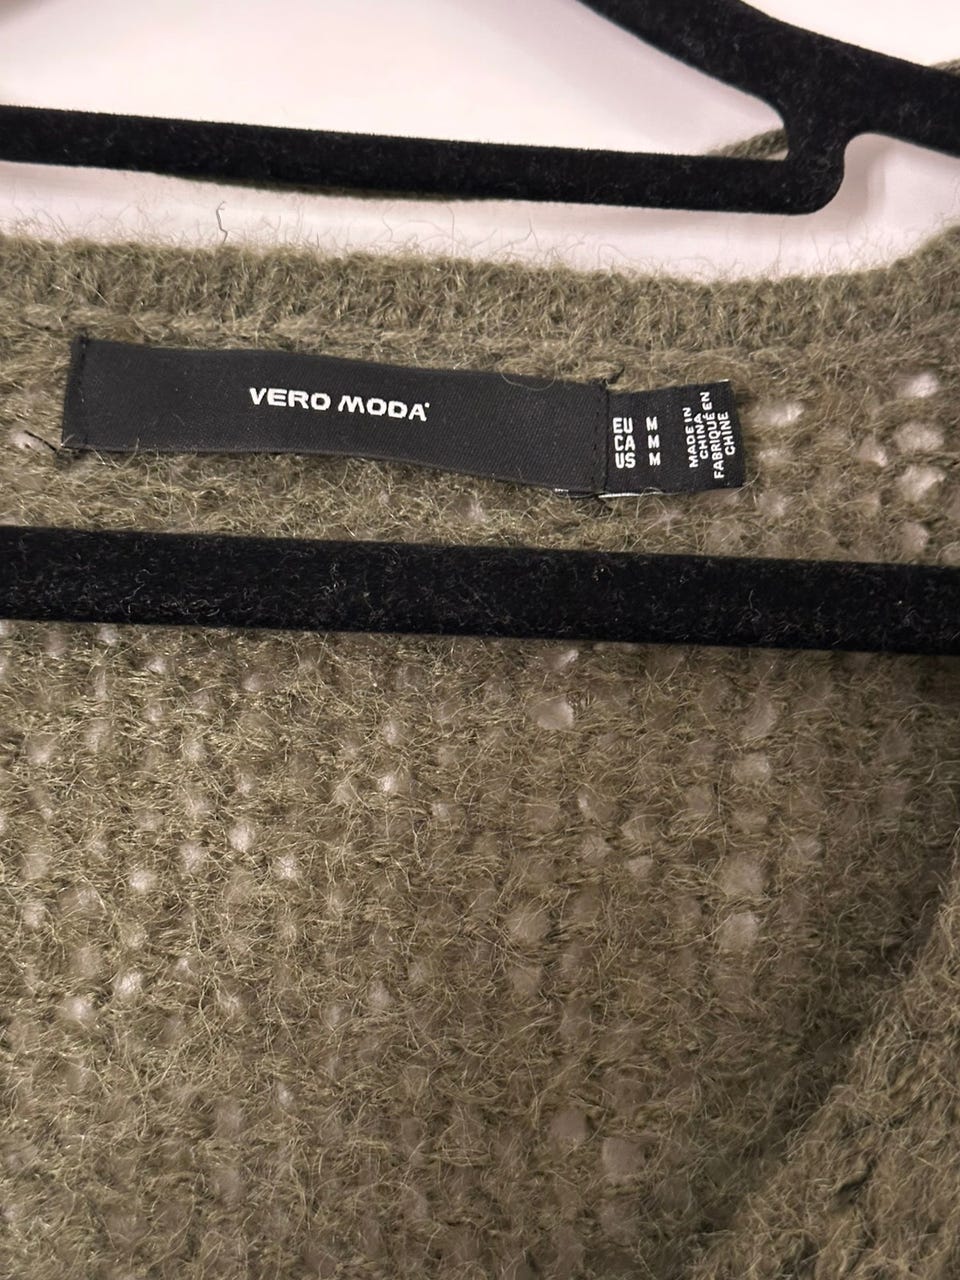 VERO MODA
EU M
CA M
US M
MADE IN
CHINA
FABRIQUÉ EN
CHINE